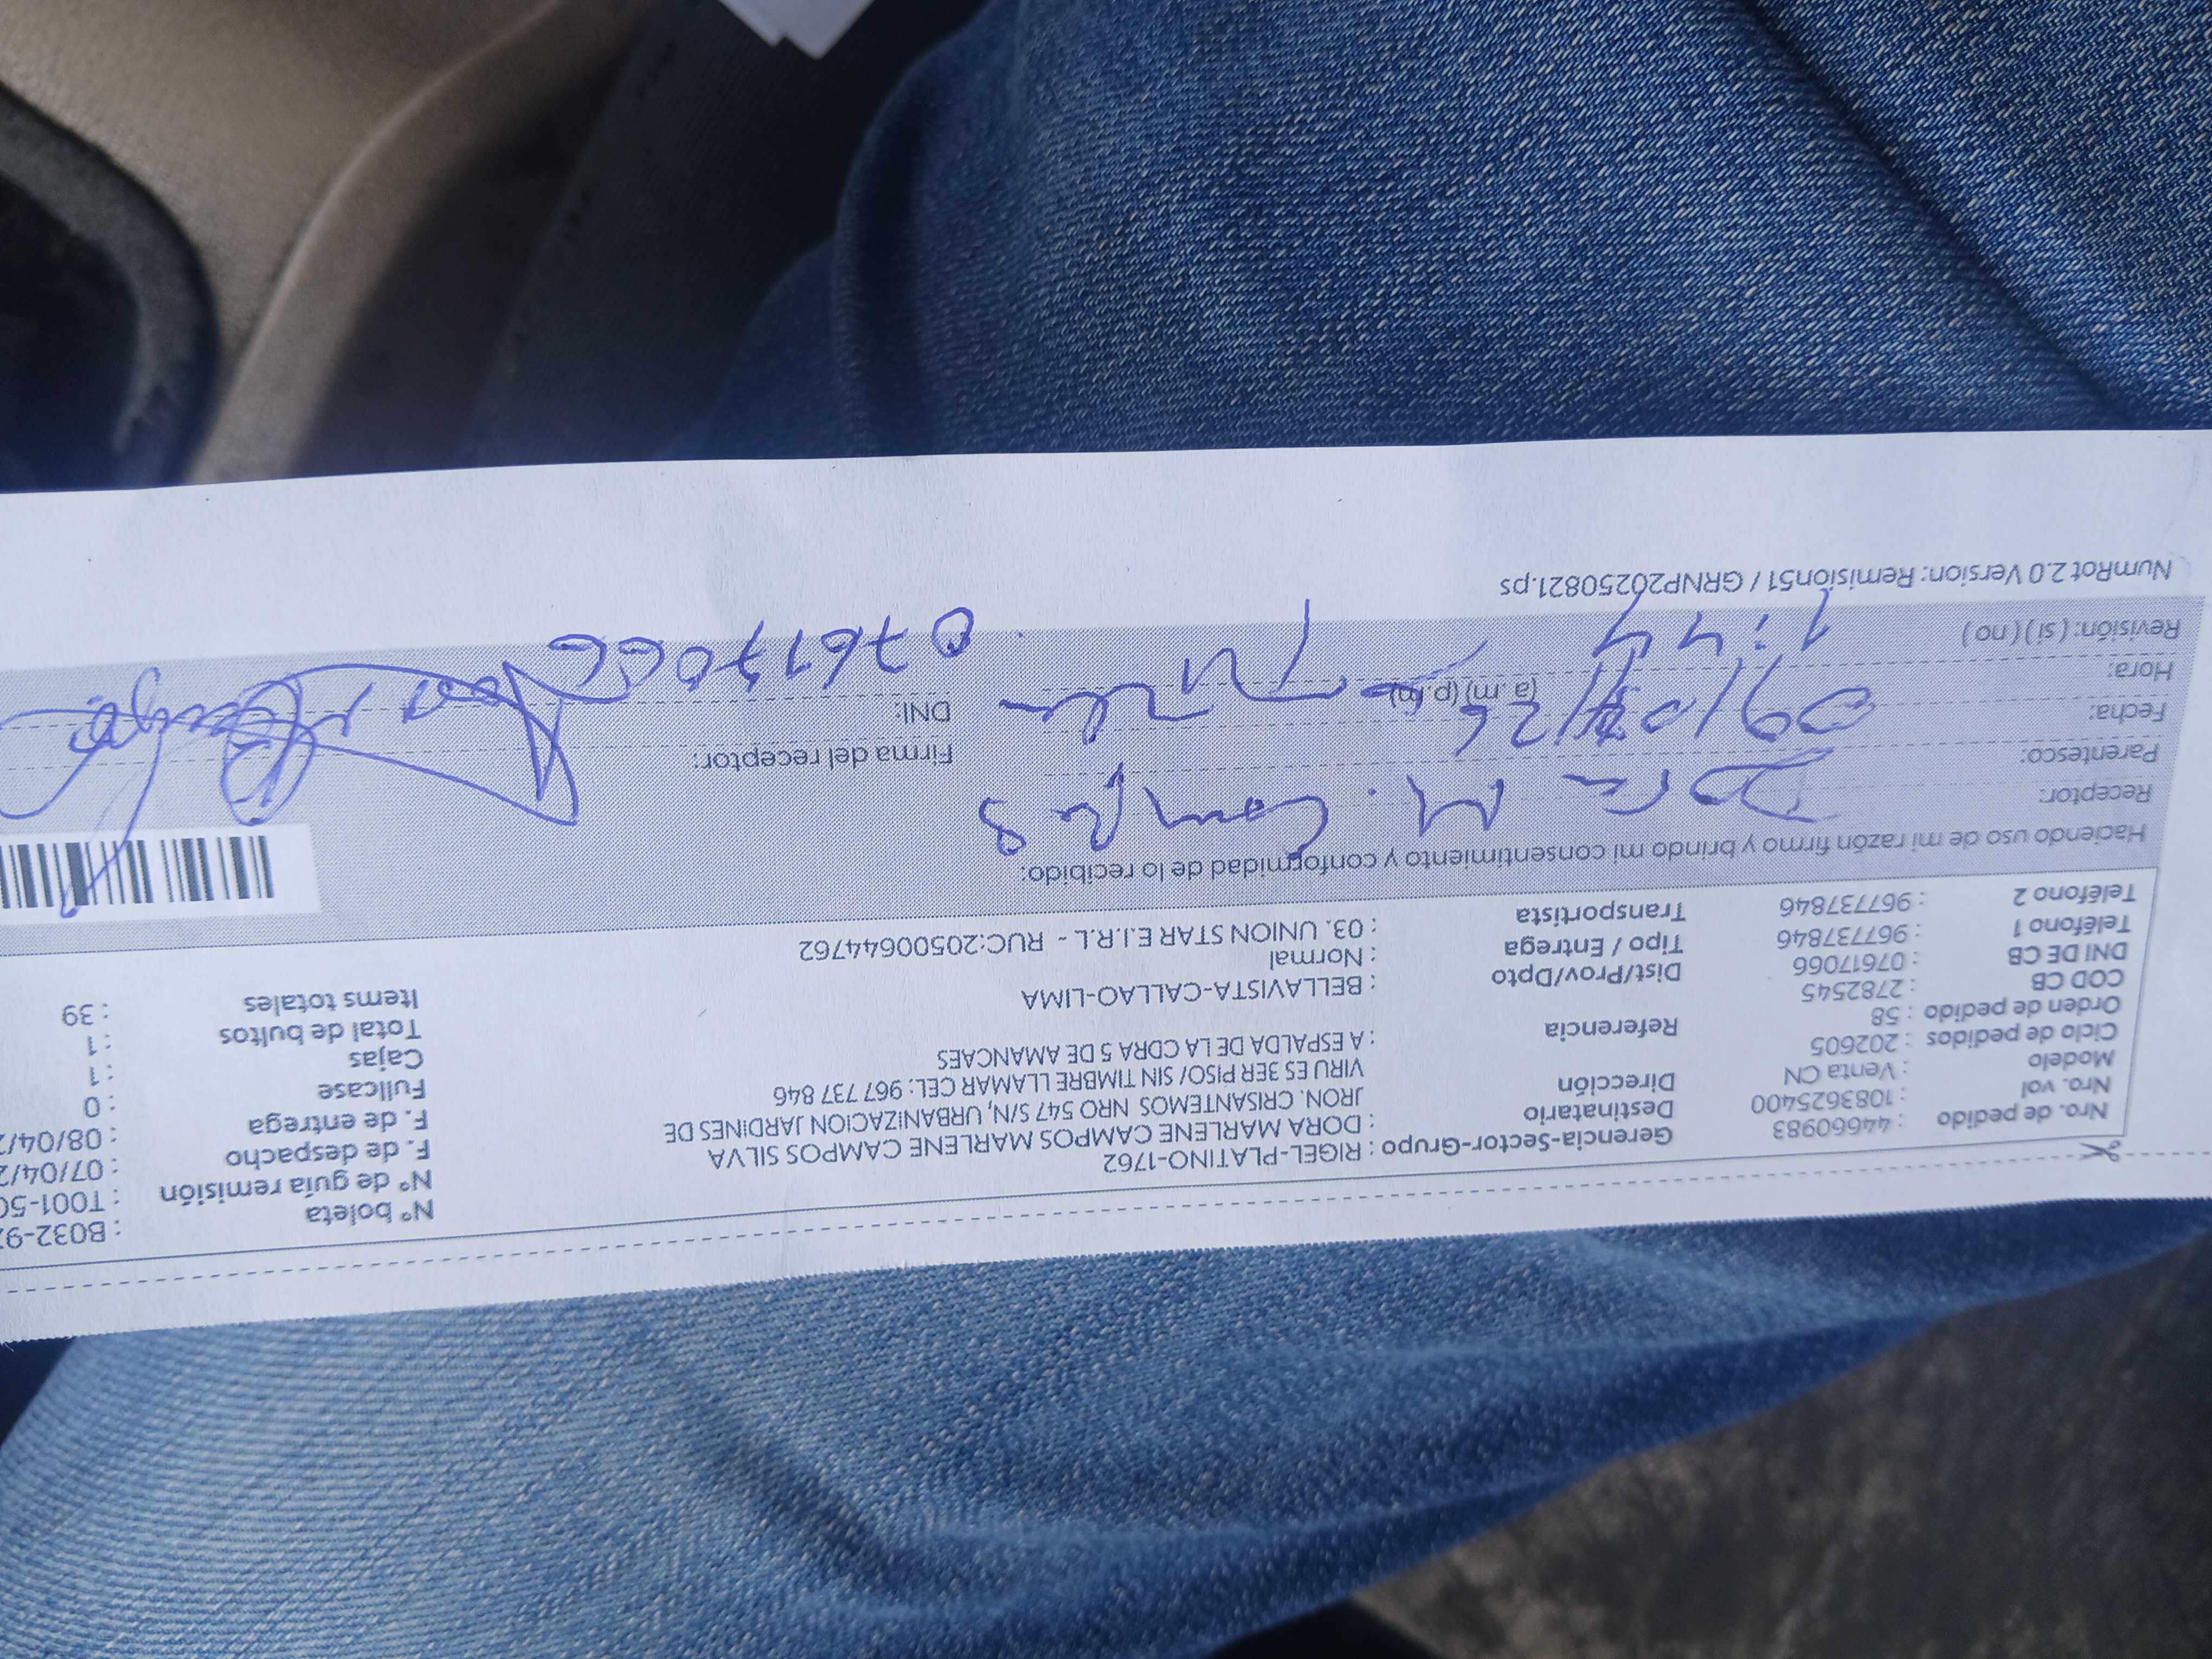 Nro. de pedido : 44660983
Nro. vol : 1083625400
Modelo : Venta CN
Ciclo de pedidos : 202605
Orden de pedido : 58
COD CB : 2782545
DNI DE CB : 07617066
Teléfono 1 : 967737846
Teléfono 2 : 967737846
Gerencia-Sector-Grupo : RIGEL-PLATINO-1762
Destinatario : DORA MARLENE CAMPOS MARLENE CAMPOS SILVA
Dirección JRON. CRISANTEMOS NRO 547 S/N, URBANIZACION JARDINES DE
VIRU ES 3ER PISO/ SIN TIMBRE LLAMAR CEL: 967 737 846
Referencia : A ESPALDA DE LA CDRA 5 DE AMANCAES
Dist/Prov/Dpto : BELLAVISTA-CALLAO-LIMA
Tipo / Entrega : Normal
Transportista : 03. UNION STAR E.I.R.L - RUC:20500644762
N° boleta : B032-92
N° de guía remisión : T001-50
F. de despacho : 07/04/2
F. de entrega : 08/04/2
Fullcase : 0
Cajas : 1
Total de bultos : 1
Items totales : 39
Haciendo uso de mi razón firmo y brindo mi consentimiento y conformidad de lo recibido:
Receptor: Dora M. Campos
Parentesco:
Fecha: 09/04/26
Hora: 1:44 (a.m) (p.m)
Revisión: (si) (no)
Firma del receptor:
DNI: 07617066
NumRot 2.0 Version: Remision51 / GRNP20250821.ps